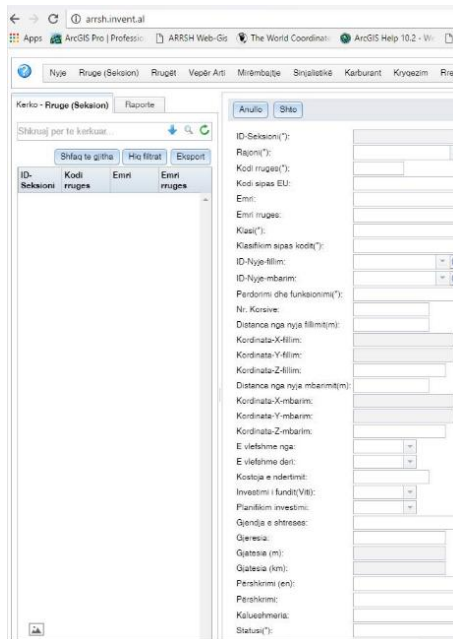 arrsh.invent.al
Apps ArcGIS Pro | Professio ARRSH Web-Gis The World Coordinate ArcGIS Help 10.2 - W
Nyje Rruge (Seksion) Rrugët Vepër Arti Mirëmbajtje Sinjalistikë Karburant Kryqezim Rre
Kerko - Rruge (Seksion) Raporte
Shkruaj per te kerkuar...
Shfaq te gjitha Hiq filtrat Eksport
ID-Seksioni Kodi rruges Emri Emri rruges
Anullo Shto
ID-Seksioni(*):
Rajoni(*):
Kodi rruges(*):
Kodi sipas EU:
Emri:
Emri rruges:
Klasi(*):
Klasifikim sipas kodit(*):
ID-Nyje-fillim:
ID-Nyje-mbarim:
Perdorimi dhe funksionimi(*):
Nr. Korsive:
Distanca nga nyja fillimit(m):
Kordinata-X-fillim:
Kordinata-Y-fillim:
Kordinata-Z-fillim:
Distanca nga nyja mbarimit(m):
Kordinata-X-mbarim:
Kordinata-Y-mbarim:
Kordinata-Z-mbarim:
E vlefshme nga:
E vlefshme deri:
Kostoja e ndertimit:
Investimi i fundit(Viti):
Planifikim investimi:
Gjendja e shtreses:
Gjeresia:
Gjatesia (m):
Gjatesia (km):
Pershkrimi (en):
Pershkrimi:
Kalueshmeria:
Statusi(*):